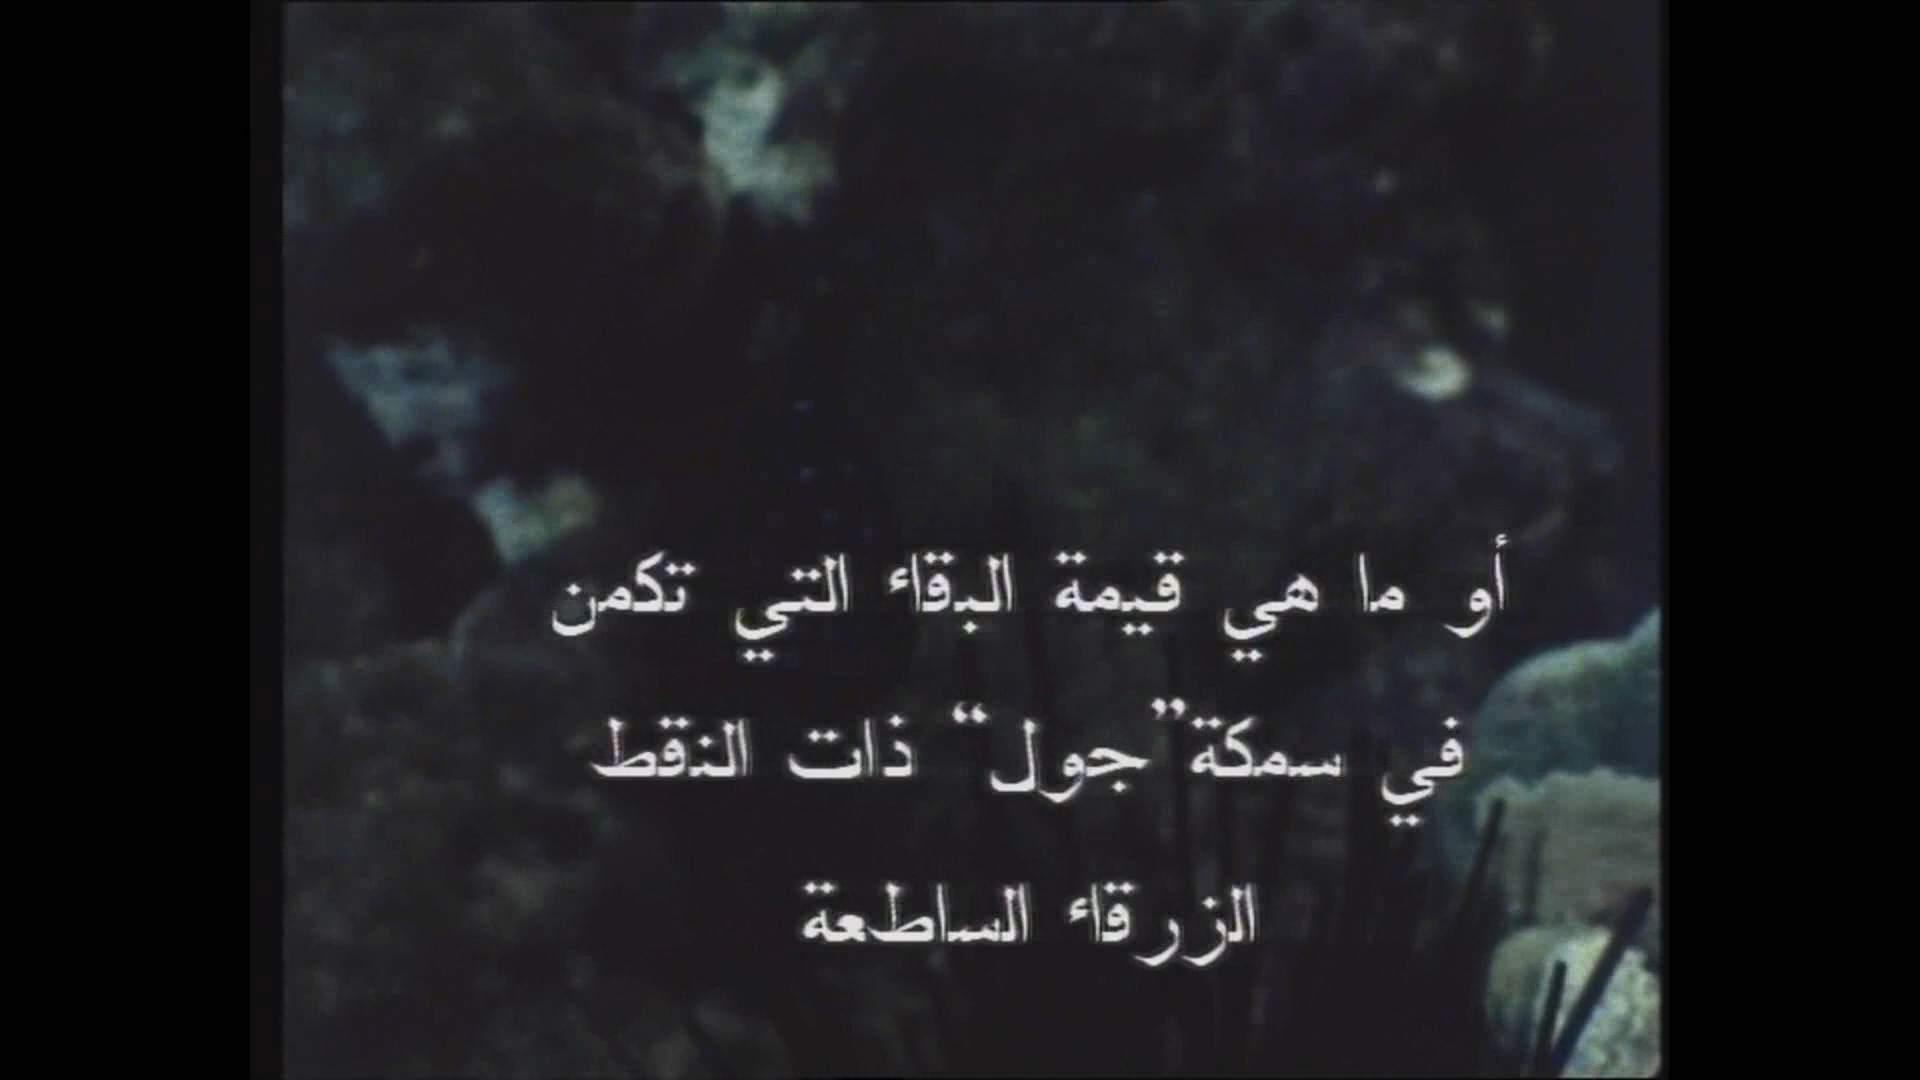 أو ما هي قيمة البقاء التي تكمن
في سمكة”جول“ ذات النقط
الزرقاء الساطعة